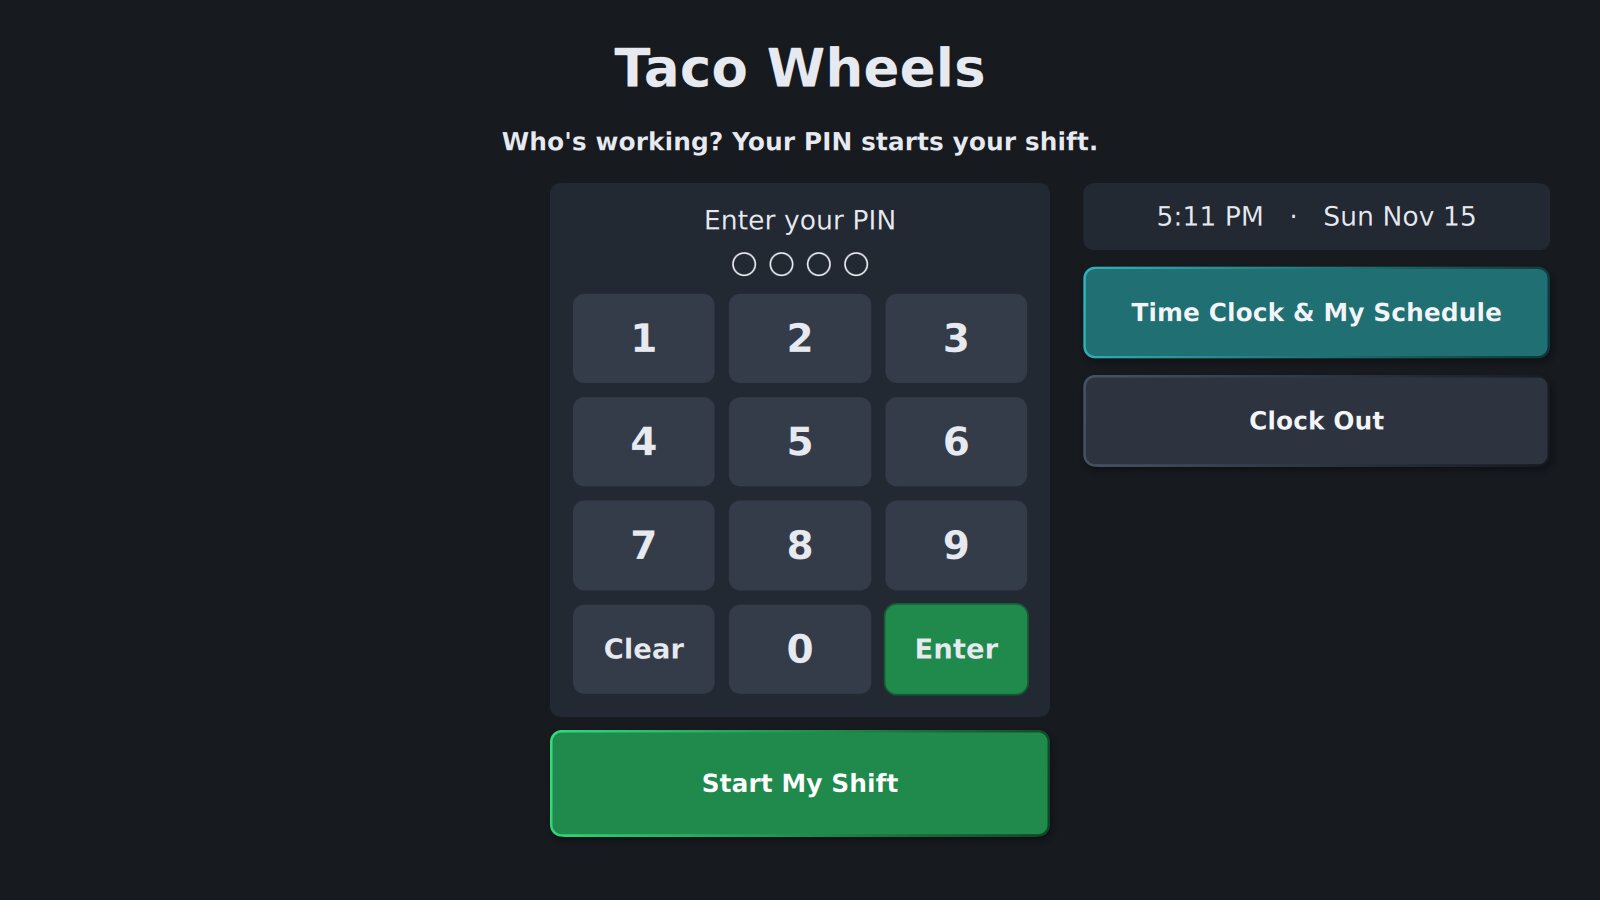 Taco Wheels
Who's working? Your PIN starts your shift.
Enter your PIN
1 2 3
4 5 6
7 8 9
Clear 0 Enter
Start My Shift
5:11 PM · Sun Nov 15
Time Clock & My Schedule
Clock Out